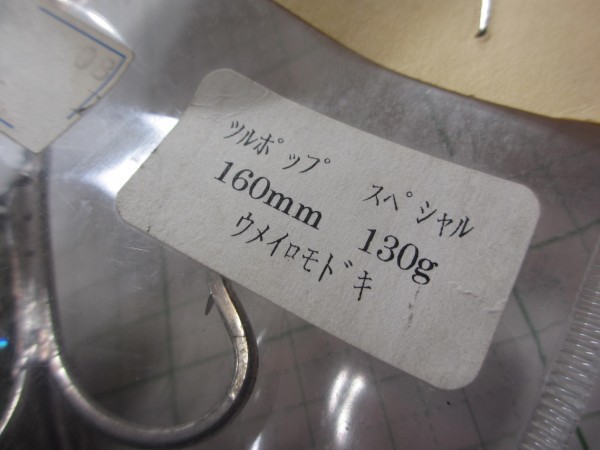 ﾂﾙﾎﾟｯﾌﾟ ｽﾍﾟｼｬﾙ
160mm 130g
ｳﾒｲﾛﾓﾄﾞｷ